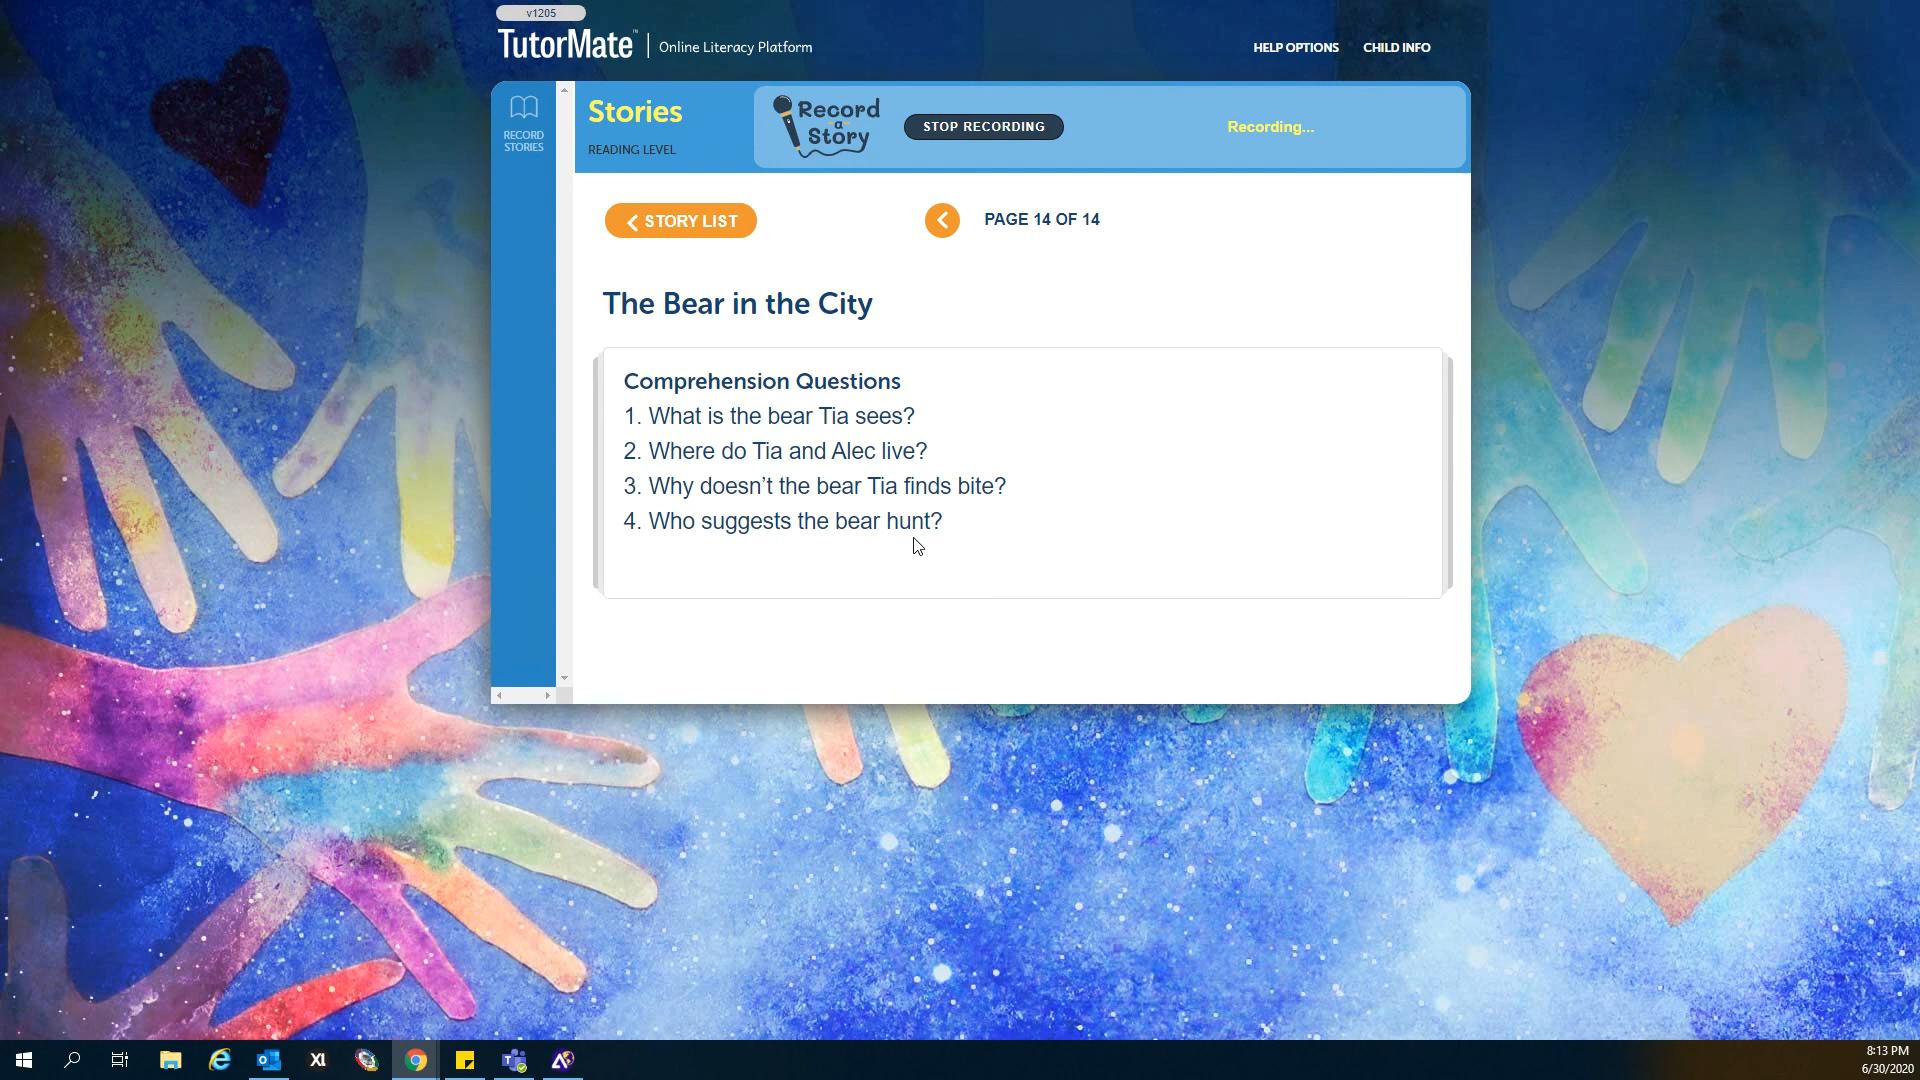 v1205
TutorMate™ | Online Literacy Platform
HELP OPTIONS CHILD INFO
RECORD
STORIES
Stories
READING LEVEL
Record
a
Story
STOP RECORDING
Recording...
STORY LIST
PAGE 14 OF 14
The Bear in the City
Comprehension Questions
1. What is the bear Tia sees?
2. Where do Tia and Alec live?
3. Why doesn’t the bear Tia finds bite?
4. Who suggests the bear hunt?
8:13 PM
6/30/2020